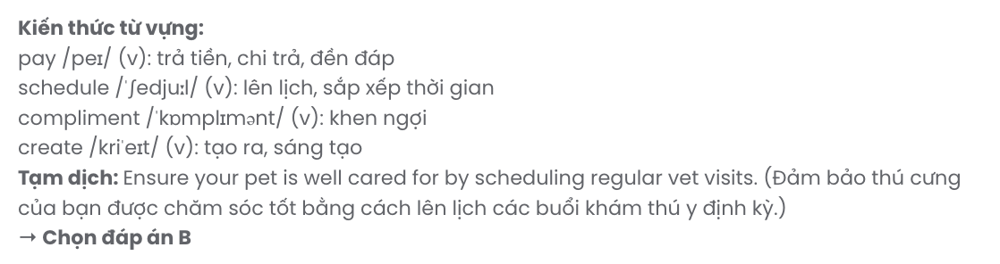 Kiến thức từ vựng:
pay /peɪ/ (v): trả tiền, chi trả, đền đáp
schedule /ˈʃedjuːl/ (v): lên lịch, sắp xếp thời gian
compliment /ˈkɒmplɪmənt/ (v): khen ngợi
create /kriˈeɪt/ (v): tạo ra, sáng tạo
Tạm dịch: Ensure your pet is well cared for by scheduling regular vet visits. (Đảm bảo thú cưng
của bạn được chăm sóc tốt bằng cách lên lịch các buổi khám thú y định kỳ.)
→ Chọn đáp án B